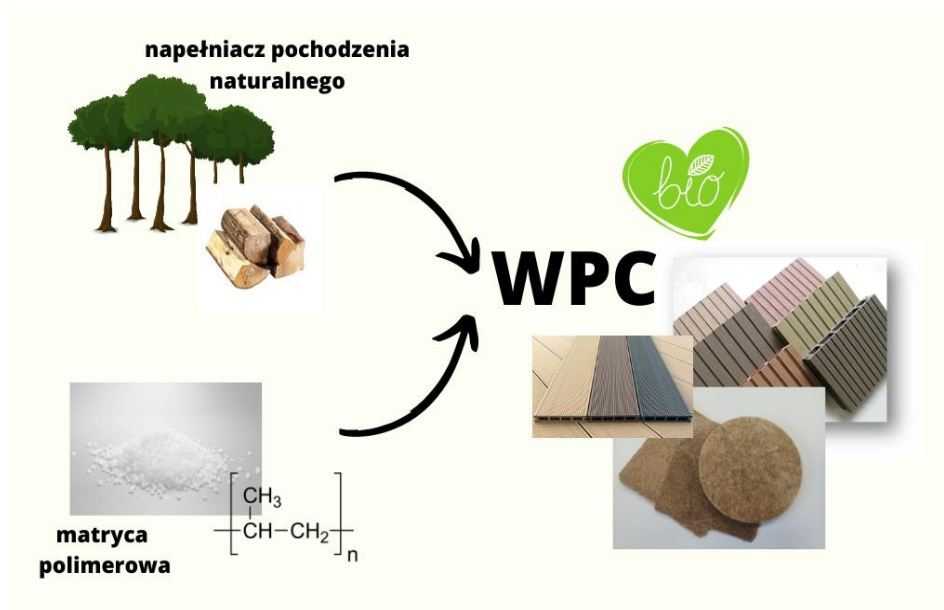 napełniacz pochodzenia
naturalnego
bio
WPC
CH3
CH-CH2
n
matryca
polimerowa